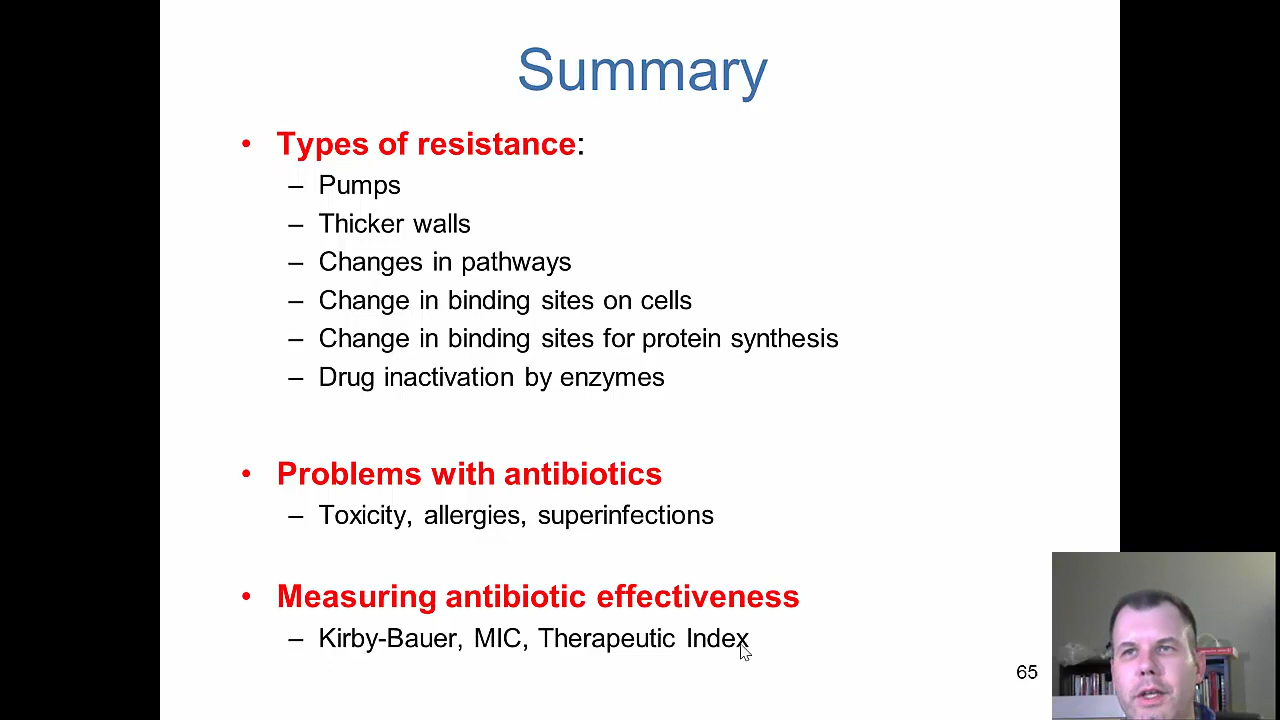 Summary
• Types of resistance:
– Pumps
– Thicker walls
– Changes in pathways
– Change in binding sites on cells
– Change in binding sites for protein synthesis
– Drug inactivation by enzymes
• Problems with antibiotics
– Toxicity, allergies, superinfections
• Measuring antibiotic effectiveness
– Kirby-Bauer, MIC, Therapeutic Index
65